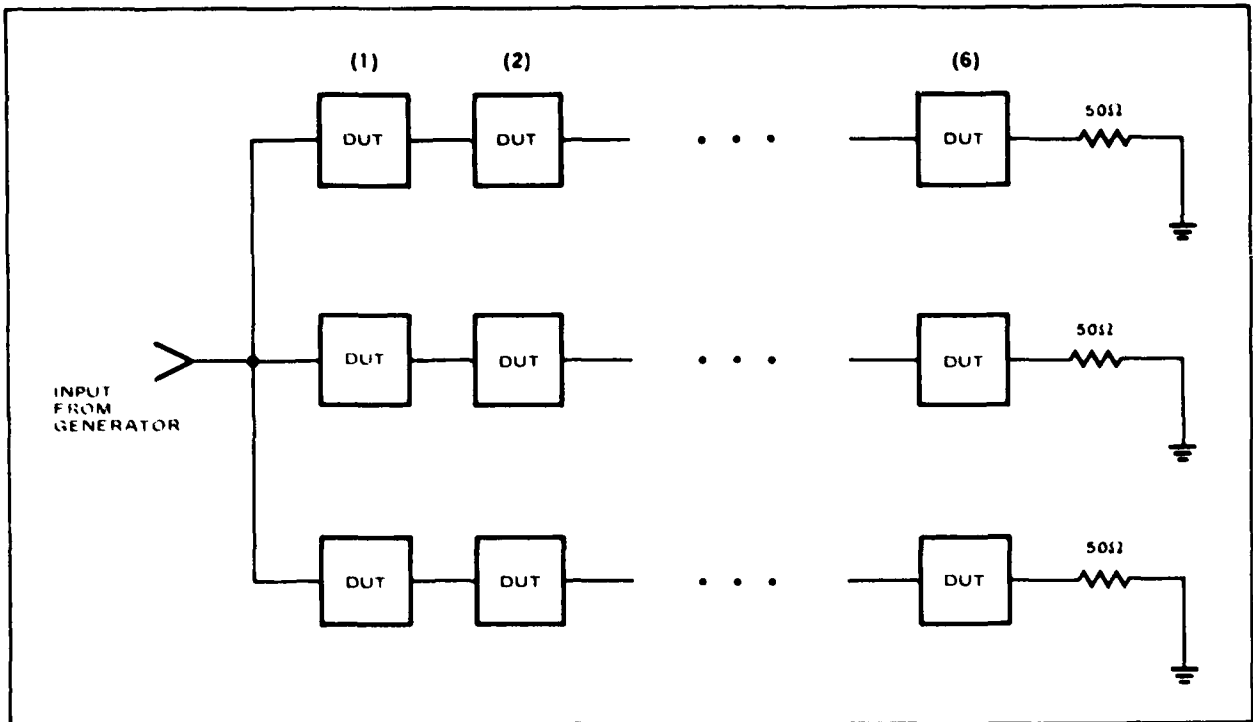 (1) (2) (6)
DUT DUT DUT 50Ω
DUT DUT DUT 50Ω
INPUT
FROM
GENERATOR
DUT DUT DUT 50Ω